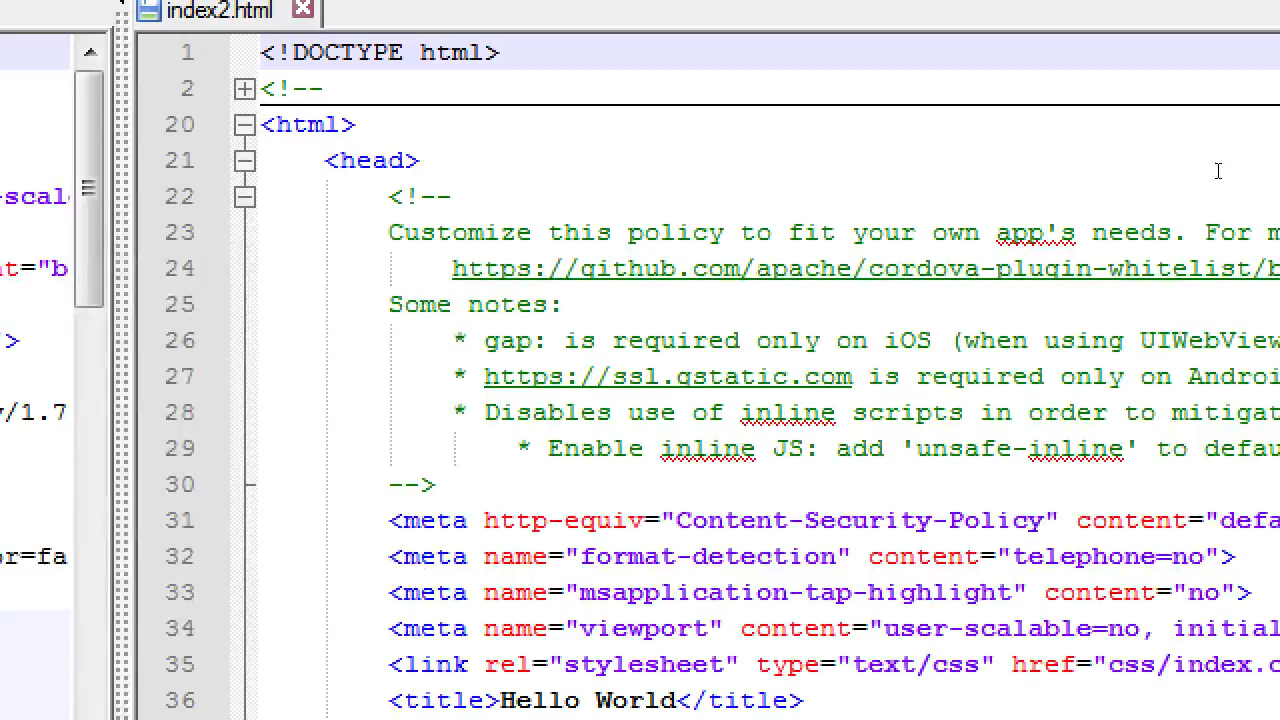 index2.html
1 <!DOCTYPE html>
2 <!--
20 <html>
21 <head>
22 <!--
23 Customize this policy to fit your own app's needs. For m
24 https://github.com/apache/cordova-plugin-whitelist/b
25 Some notes:
26 * gap: is required only on iOS (when using UIWebView
27 * https://ssl.gstatic.com is required only on Androi
28 * Disables use of inline scripts in order to mitigat
29 * Enable inline JS: add 'unsafe-inline' to defau
30 -->
31 <meta http-equiv="Content-Security-Policy" content="defa
32 <meta name="format-detection" content="telephone=no">
33 <meta name="msapplication-tap-highlight" content="no">
34 <meta name="viewport" content="user-scalable=no, initial
35 <link rel="stylesheet" type="text/css" href="css/index.c
36 <title>Hello World</title>
-scal
nt="b
/>
y/1.7
or=fa